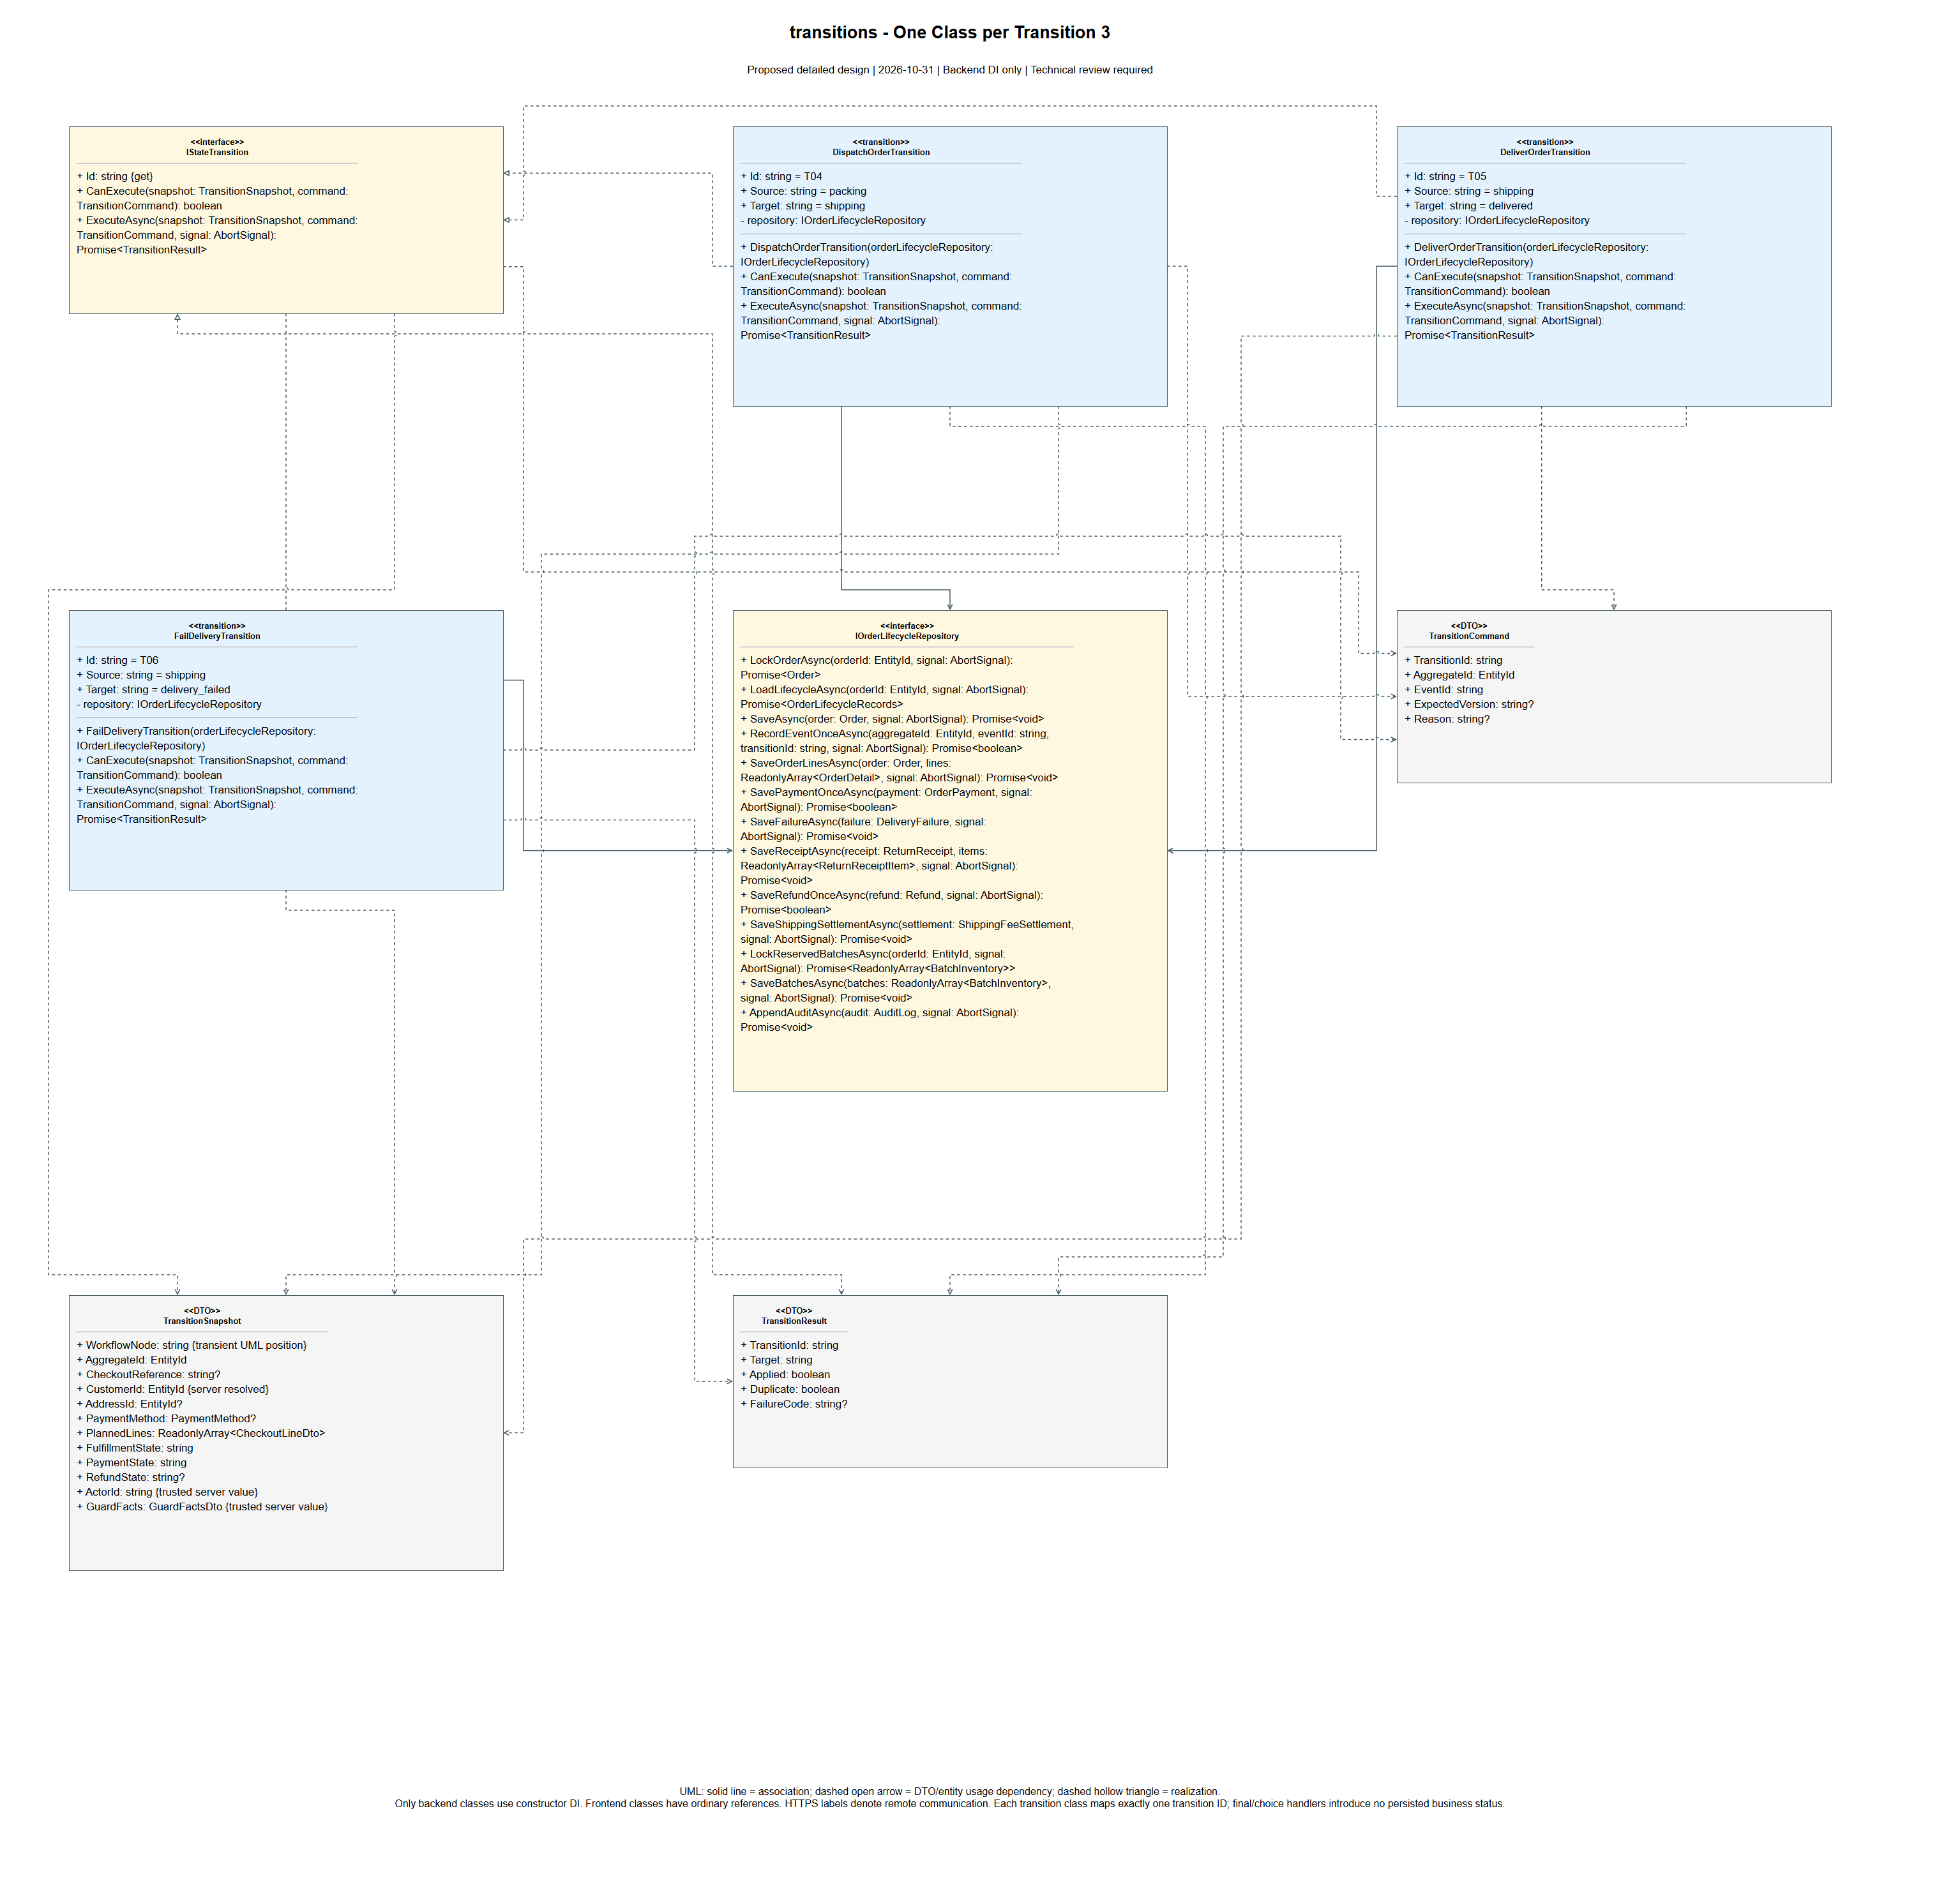 transitions - One Class per Transition 3
Proposed detailed design | 2026-10-31 | Backend DI only | Technical review required
<<interface>>
IStateTransition
+ Id: string {get}
+ CanExecute(snapshot: TransitionSnapshot, command:
TransitionCommand): boolean
+ ExecuteAsync(snapshot: TransitionSnapshot, command:
TransitionCommand, signal: AbortSignal):
Promise<TransitionResult>
<<transition>>
DispatchOrderTransition
+ Id: string = T04
+ Source: string = packing
+ Target: string = shipping
- repository: IOrderLifecycleRepository
+ DispatchOrderTransition(orderLifecycleRepository:
IOrderLifecycleRepository)
+ CanExecute(snapshot: TransitionSnapshot, command:
TransitionCommand): boolean
+ ExecuteAsync(snapshot: TransitionSnapshot, command:
TransitionCommand, signal: AbortSignal):
Promise<TransitionResult>
<<transition>>
DeliverOrderTransition
+ Id: string = T05
+ Source: string = shipping
+ Target: string = delivered
- repository: IOrderLifecycleRepository
+ DeliverOrderTransition(orderLifecycleRepository:
IOrderLifecycleRepository)
+ CanExecute(snapshot: TransitionSnapshot, command:
TransitionCommand): boolean
+ ExecuteAsync(snapshot: TransitionSnapshot, command:
TransitionCommand, signal: AbortSignal):
Promise<TransitionResult>
<<transition>>
FailDeliveryTransition
+ Id: string = T06
+ Source: string = shipping
+ Target: string = delivery_failed
- repository: IOrderLifecycleRepository
+ FailDeliveryTransition(orderLifecycleRepository:
IOrderLifecycleRepository)
+ CanExecute(snapshot: TransitionSnapshot, command:
TransitionCommand): boolean
+ ExecuteAsync(snapshot: TransitionSnapshot, command:
TransitionCommand, signal: AbortSignal):
Promise<TransitionResult>
<<interface>>
IOrderLifecycleRepository
+ LockOrderAsync(orderId: EntityId, signal: AbortSignal):
Promise<Order>
+ LoadLifecycleAsync(orderId: EntityId, signal: AbortSignal):
Promise<OrderLifecycleRecords>
+ SaveAsync(order: Order, signal: AbortSignal): Promise<void>
+ RecordEventOnceAsync(aggregateId: EntityId, eventId: string,
transitionId: string, signal: AbortSignal): Promise<boolean>
+ SaveOrderLinesAsync(order: Order, lines:
ReadonlyArray<OrderDetail>, signal: AbortSignal): Promise<void>
+ SavePaymentOnceAsync(payment: OrderPayment, signal:
AbortSignal): Promise<boolean>
+ SaveFailureAsync(failure: DeliveryFailure, signal:
AbortSignal): Promise<void>
+ SaveReceiptAsync(receipt: ReturnReceipt, items:
ReadonlyArray<ReturnReceiptItem>, signal: AbortSignal):
Promise<void>
+ SaveRefundOnceAsync(refund: Refund, signal: AbortSignal):
Promise<boolean>
+ SaveShippingSettlementAsync(settlement: ShippingFeeSettlement,
signal: AbortSignal): Promise<void>
+ LockReservedBatchesAsync(orderId: EntityId, signal:
AbortSignal): Promise<ReadonlyArray<BatchInventory>>
+ SaveBatchesAsync(batches: ReadonlyArray<BatchInventory>,
signal: AbortSignal): Promise<void>
+ AppendAuditAsync(audit: AuditLog, signal: AbortSignal):
Promise<void>
<<DTO>>
TransitionCommand
+ TransitionId: string
+ AggregateId: EntityId
+ EventId: string
+ ExpectedVersion: string?
+ Reason: string?
<<DTO>>
TransitionSnapshot
+ WorkflowNode: string {transient UML position}
+ AggregateId: EntityId
+ CheckoutReference: string?
+ CustomerId: EntityId {server resolved}
+ AddressId: EntityId?
+ PaymentMethod: PaymentMethod?
+ PlannedLines: ReadonlyArray<CheckoutLineDto>
+ FulfillmentState: string
+ PaymentState: string
+ RefundState: string?
+ ActorId: string {trusted server value}
+ GuardFacts: GuardFactsDto {trusted server value}
<<DTO>>
TransitionResult
+ TransitionId: string
+ Target: string
+ Applied: boolean
+ Duplicate: boolean
+ FailureCode: string?
UML: solid line = association; dashed open arrow = DTO/entity usage dependency; dashed hollow triangle = realization.
Only backend classes use constructor DI. Frontend classes have ordinary references. HTTPS labels denote remote communication. Each transition class maps exactly one transition ID; final/choice handlers introduce no persisted business status.